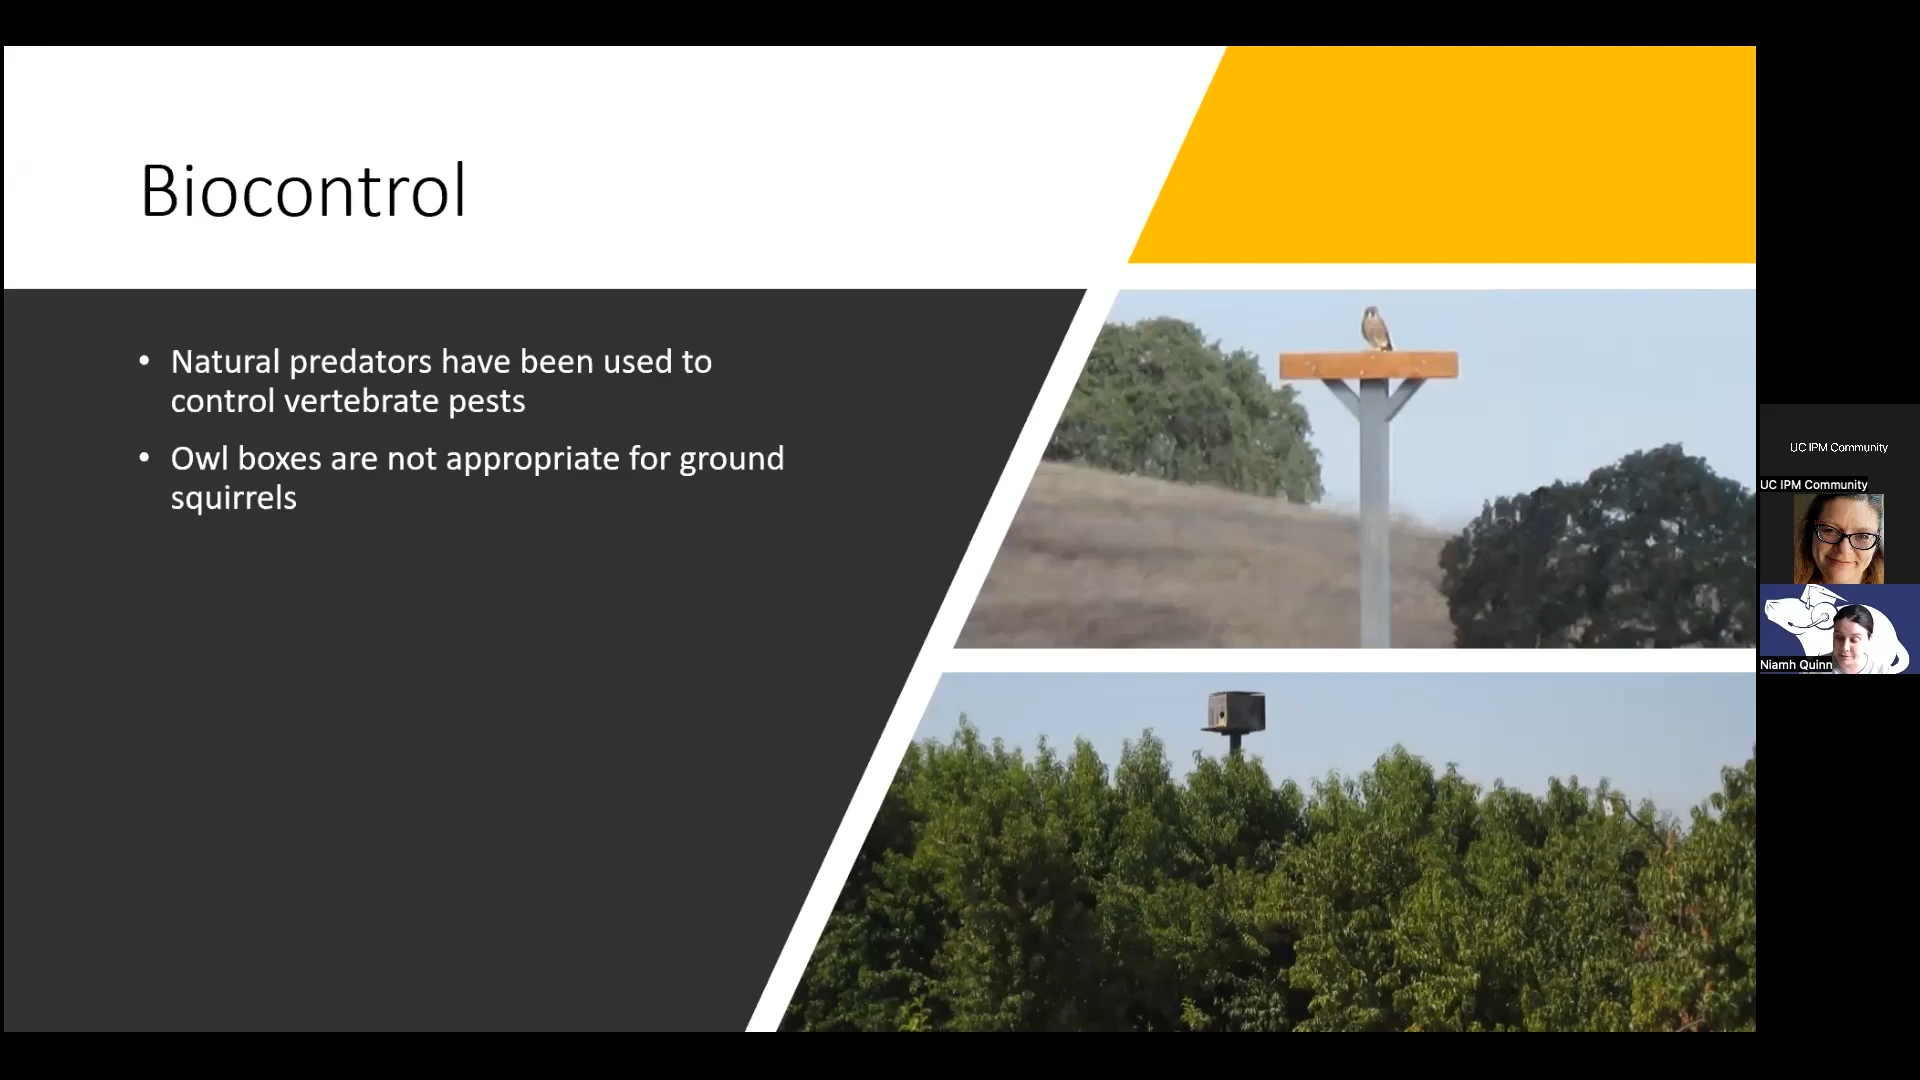 Biocontrol
• Natural predators have been used to
control vertebrate pests
• Owl boxes are not appropriate for ground
squirrels
UC IPM Community
UC IPM Community
Niamh Quinn